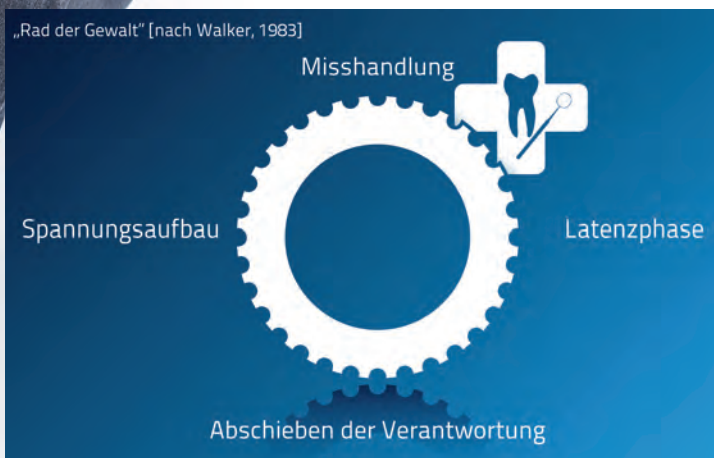 „Rad der Gewalt“ [nach Walker, 1983]
Misshandlung
Spannungsaufbau
Latenzphase
Abschieben der Verantwortung